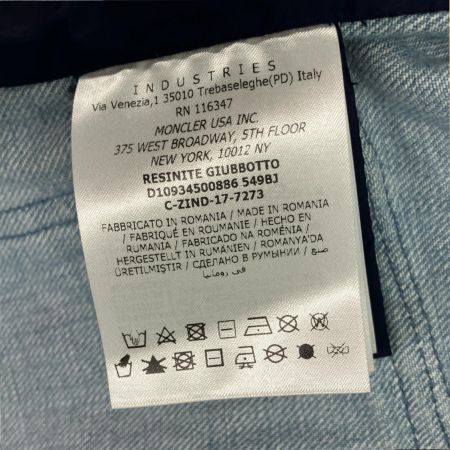 INDUSTRIES
Via Venezia,1 35010 Trebaseleghe(PD) Italy
RN 116347
MONCLER USA INC.
375 WEST BROADWAY, 5TH FLOOR
NEW YORK, 10012 NY
RESINITE GIUBBOTTO
D10934500886 549BJ
C-ZIND-17-7273
FABBRICATO IN ROMANIA / MADE IN ROMANIA
/ FABRIQUÉ EN ROUMANIE / HECHO EN
RUMANIA / FABRICADO NA ROMÉNIA /
HERGESTELLT IN RUMÄNIEN / ROMANYA'DA
ÜRETILMIŞTIR / СДЕЛАНО В РУМЫНИИ / صنع
في رومانيا